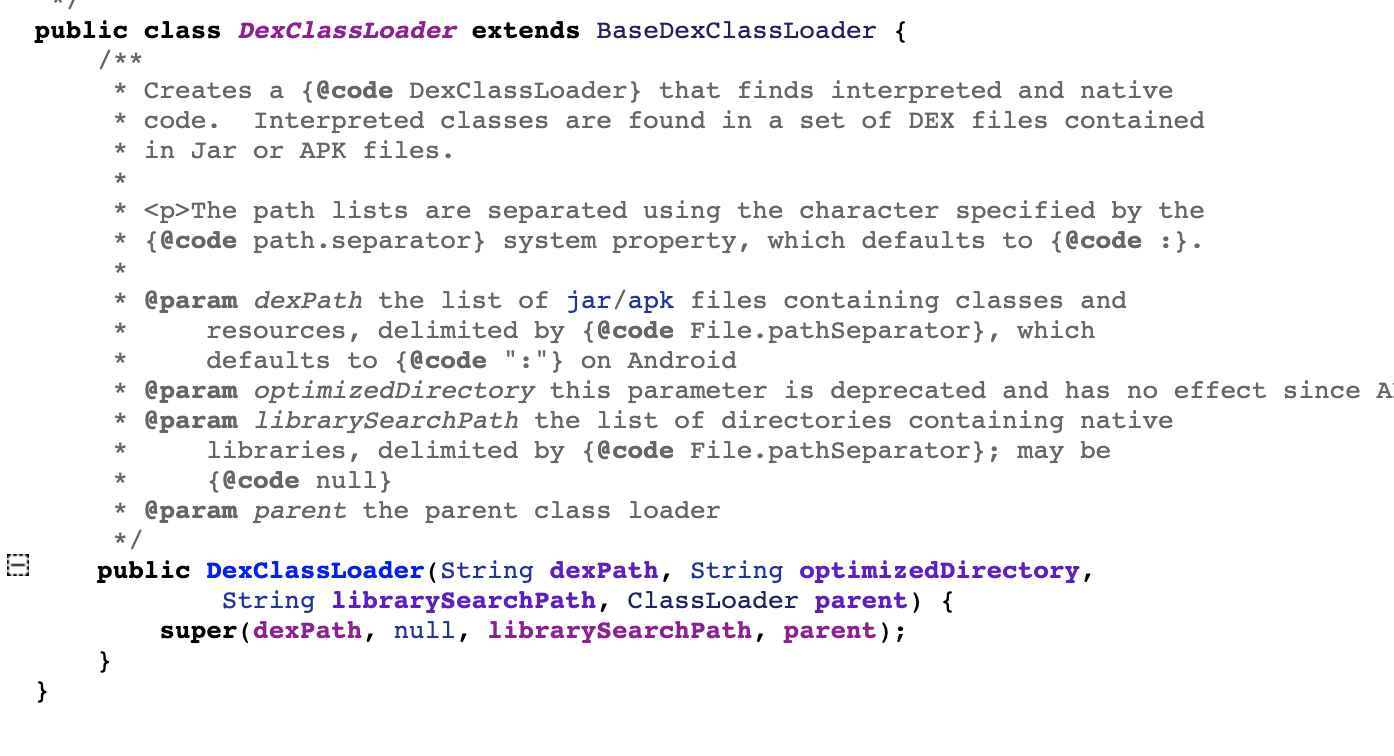 */
public class DexClassLoader extends BaseDexClassLoader {
/**
* Creates a {@code DexClassLoader} that finds interpreted and native
* code.  Interpreted classes are found in a set of DEX files contained
* in Jar or APK files.
*
* <p>The path lists are separated using the character specified by the
* {@code path.separator} system property, which defaults to {@code :}.
*
* @param dexPath the list of jar/apk files containing classes and
*     resources, delimited by {@code File.pathSeparator}, which
*     defaults to {@code ":"} on Android
* @param optimizedDirectory this parameter is deprecated and has no effect since
* @param librarySearchPath the list of directories containing native
*     libraries, delimited by {@code File.pathSeparator}; may be
*     {@code null}
* @param parent the parent class loader
*/
public DexClassLoader(String dexPath, String optimizedDirectory,
String librarySearchPath, ClassLoader parent) {
super(dexPath, null, librarySearchPath, parent);
}
}